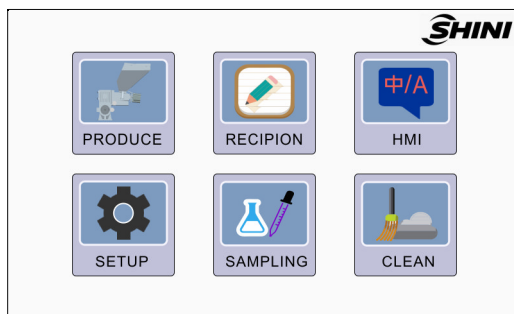 SHINI
中/A
PRODUCE
RECIPION
HMI
SETUP
SAMPLING
CLEAN